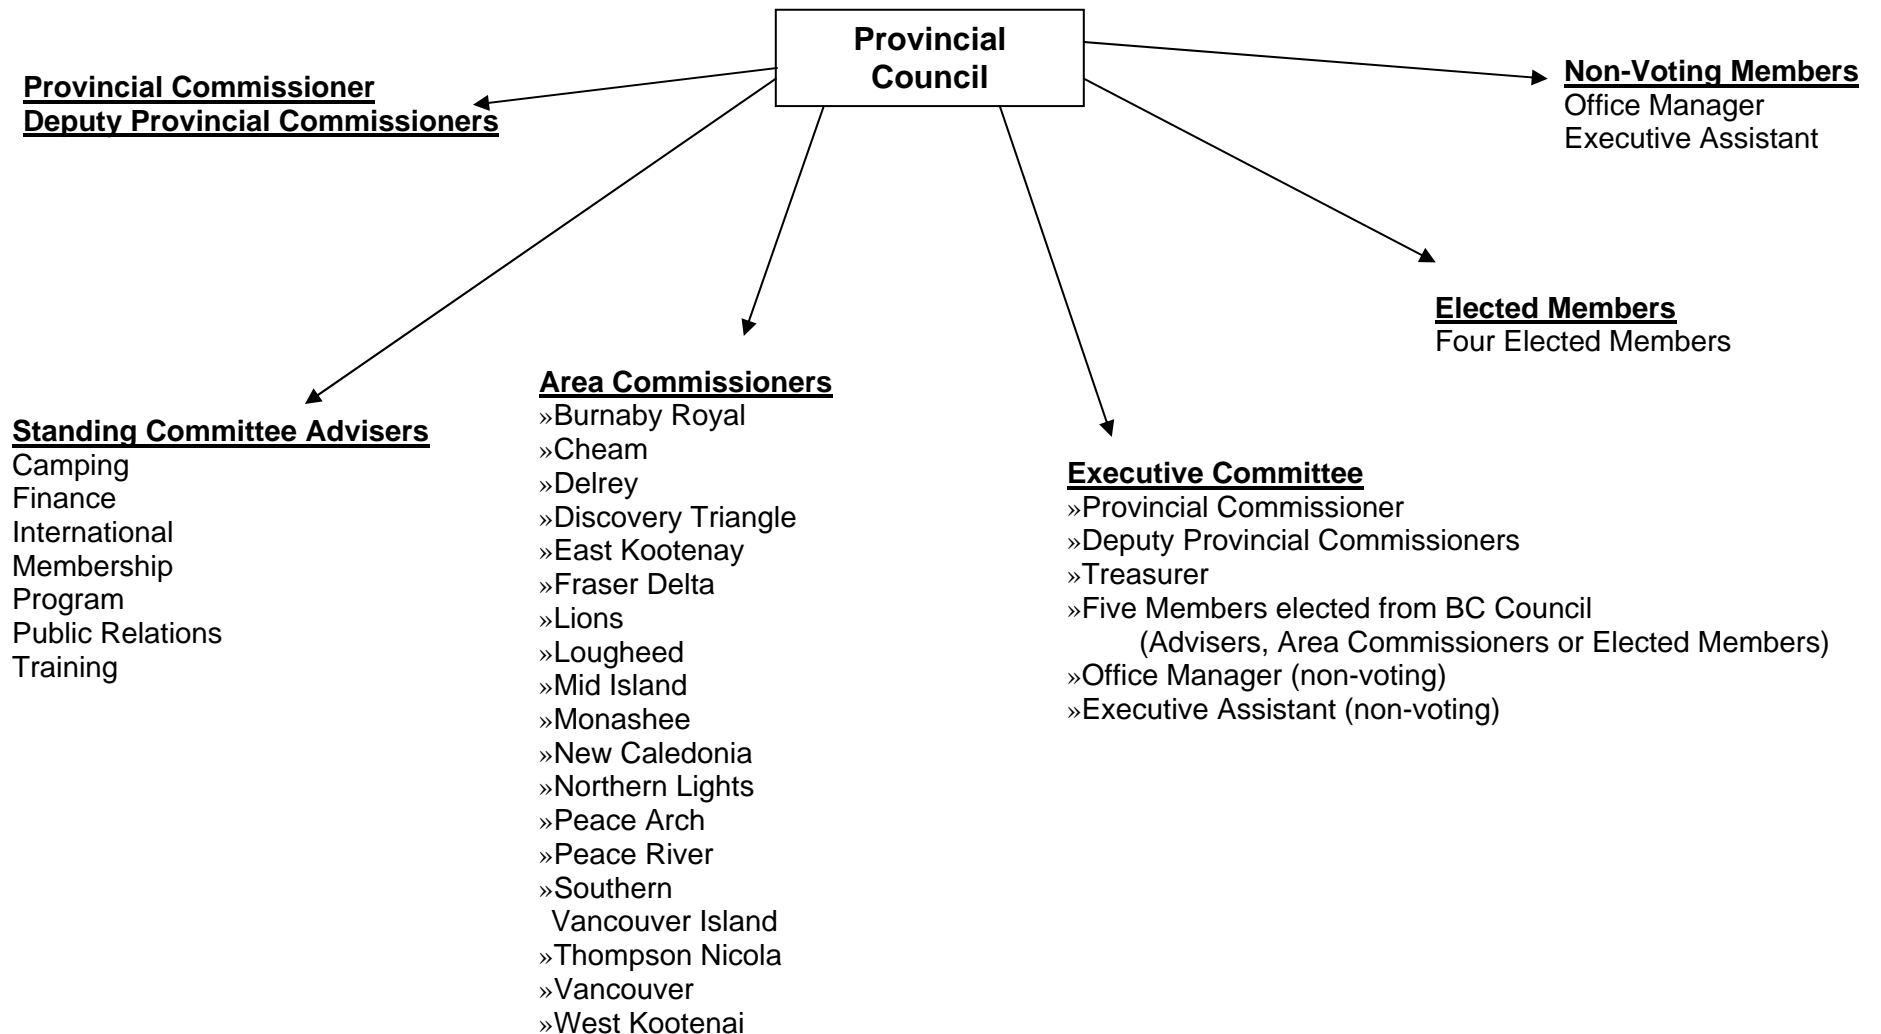 Provincial
Council
Provincial Commissioner
Deputy Provincial Commissioners
Non-Voting Members
Office Manager
Executive Assistant
Elected Members
Four Elected Members
Standing Committee Advisers
Camping
Finance
International
Membership
Program
Public Relations
Training
Area Commissioners
»Burnaby Royal
»Cheam
»Delrey
»Discovery Triangle
»East Kootenay
»Fraser Delta
»Lions
»Lougheed
»Mid Island
»Monashee
»New Caledonia
»Northern Lights
»Peace Arch
»Peace River
»Southern
Vancouver Island
»Thompson Nicola
»Vancouver
»West Kootenai
Executive Committee
»Provincial Commissioner
»Deputy Provincial Commissioners
»Treasurer
»Five Members elected from BC Council
(Advisers, Area Commissioners or Elected Members)
»Office Manager (non-voting)
»Executive Assistant (non-voting)